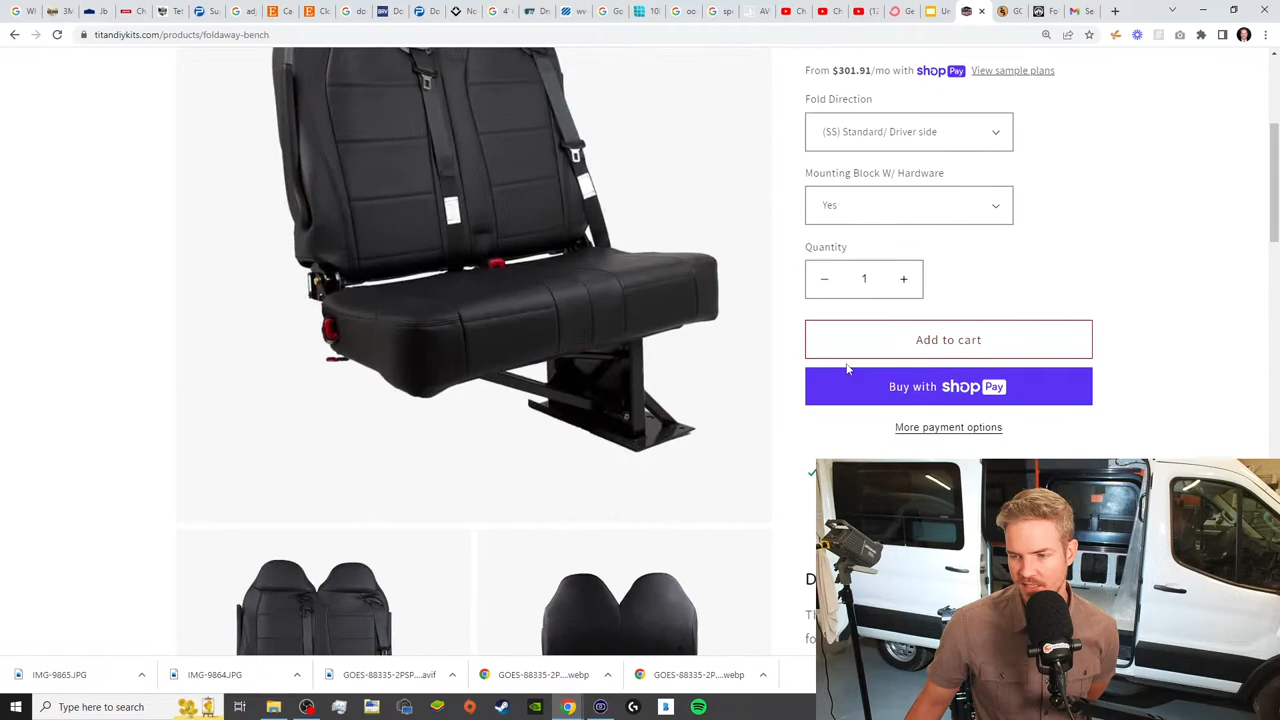 titandiykits.com/products/foldaway-bench
From $301.91/mo with shop Pay View sample plans
Fold Direction
(SS) Standard/ Driver side
Mounting Block W/ Hardware
Yes
Quantity
− 1 +
Add to cart
Buy with shop Pay
More payment options
IMG-9865.JPG
IMG-9864.JPG
GOES-88335-2PSP....avif
GOES-88335-2P....webp
GOES-88335-2P....webp
Type here to search